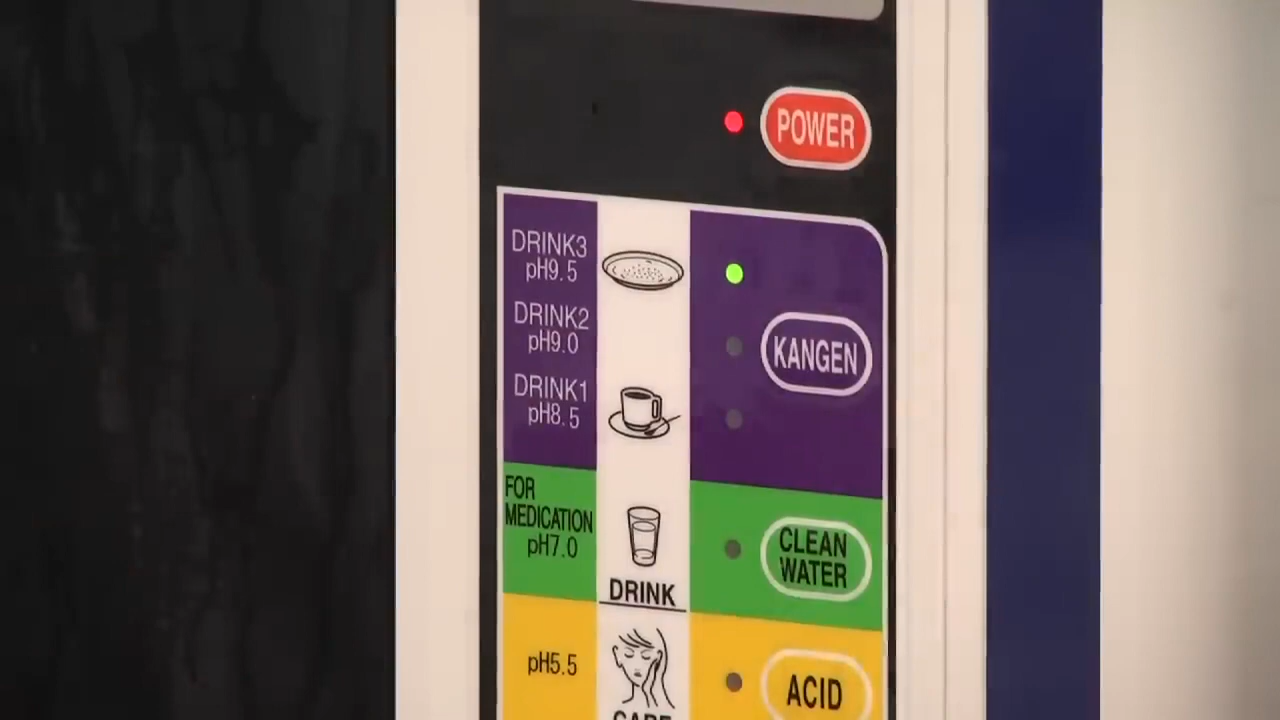 POWER
DRINK3
pH9.5
DRINK2
pH9.0
KANGEN
DRINK1
pH8.5
FOR
MEDICATION
pH7.0
CLEAN
WATER
DRINK
pH5.5
ACID
CARE